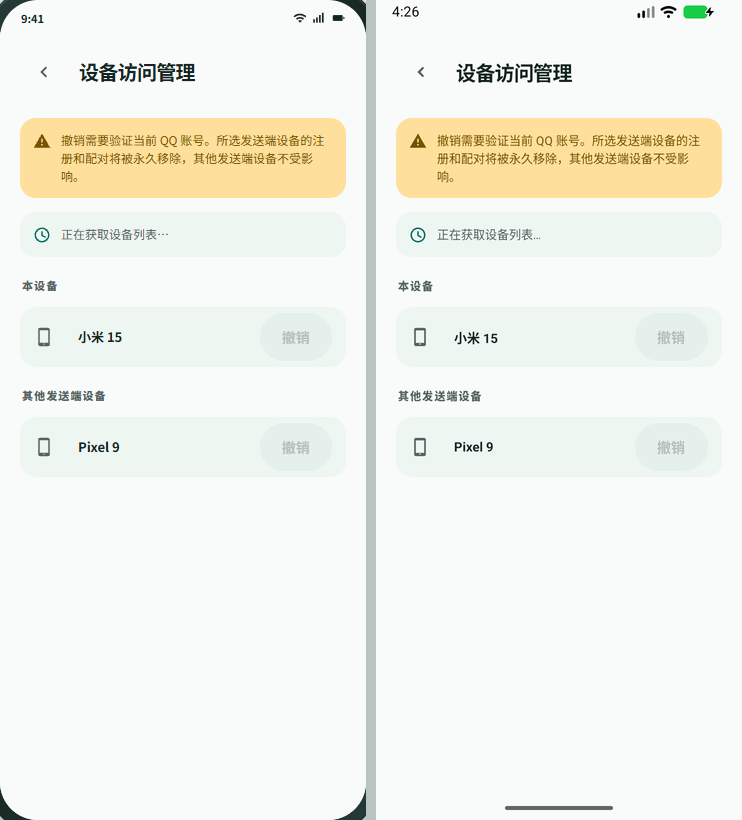 9:41
设备访问管理
撤销需要验证当前 QQ 账号。所选发送端设备的注
册和配对将被永久移除，其他发送端设备不受影
响。
正在获取设备列表…
本设备
小米 15
撤销
其他发送端设备
Pixel 9
撤销
4:26
设备访问管理
撤销需要验证当前 QQ 账号。所选发送端设备的注
册和配对将被永久移除，其他发送端设备不受影
响。
正在获取设备列表...
本设备
小米 15
撤销
其他发送端设备
Pixel 9
撤销